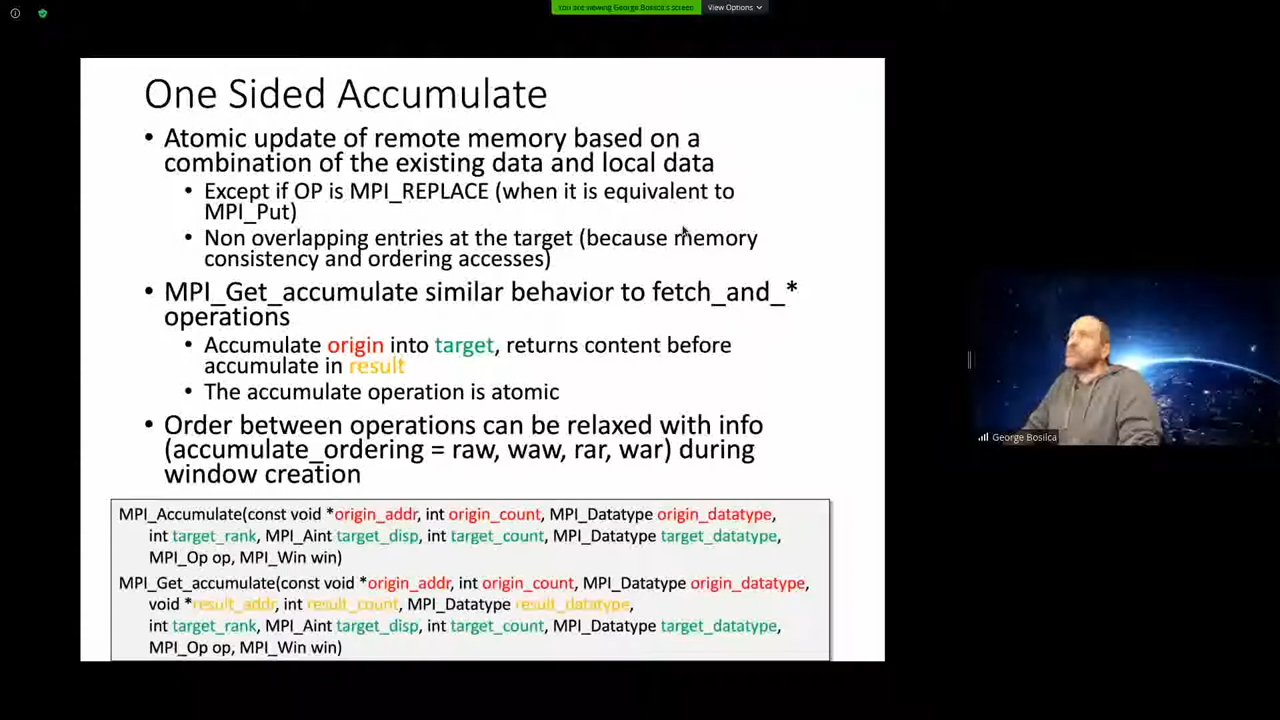 You are viewing George Bosilca's screen
View Options
One Sided Accumulate
• Atomic update of remote memory based on a
combination of the existing data and local data
• Except if OP is MPI_REPLACE (when it is equivalent to
MPI_Put)
• Non overlapping entries at the target (because memory
consistency and ordering accesses)
• MPI_Get_accumulate similar behavior to fetch_and_*
operations
• Accumulate origin into target, returns content before
accumulate in result
• The accumulate operation is atomic
• Order between operations can be relaxed with info
(accumulate_ordering = raw, waw, rar, war) during
window creation
MPI_Accumulate(const void *origin_addr, int origin_count, MPI_Datatype origin_datatype,
int target_rank, MPI_Aint target_disp, int target_count, MPI_Datatype target_datatype,
MPI_Op op, MPI_Win win)
MPI_Get_accumulate(const void *origin_addr, int origin_count, MPI_Datatype origin_datatype,
void *result_addr, int result_count, MPI_Datatype result_datatype,
int target_rank, MPI_Aint target_disp, int target_count, MPI_Datatype target_datatype,
MPI_Op op, MPI_Win win)
George Bosilca